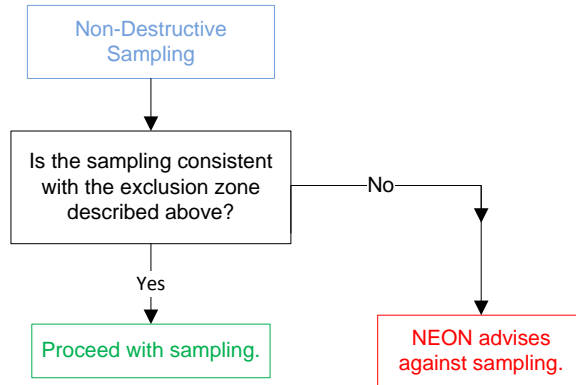 Non-Destructive
Sampling
Is the sampling consistent
with the exclusion zone
described above?
No
Yes
Proceed with sampling.
NEON advises
against sampling.